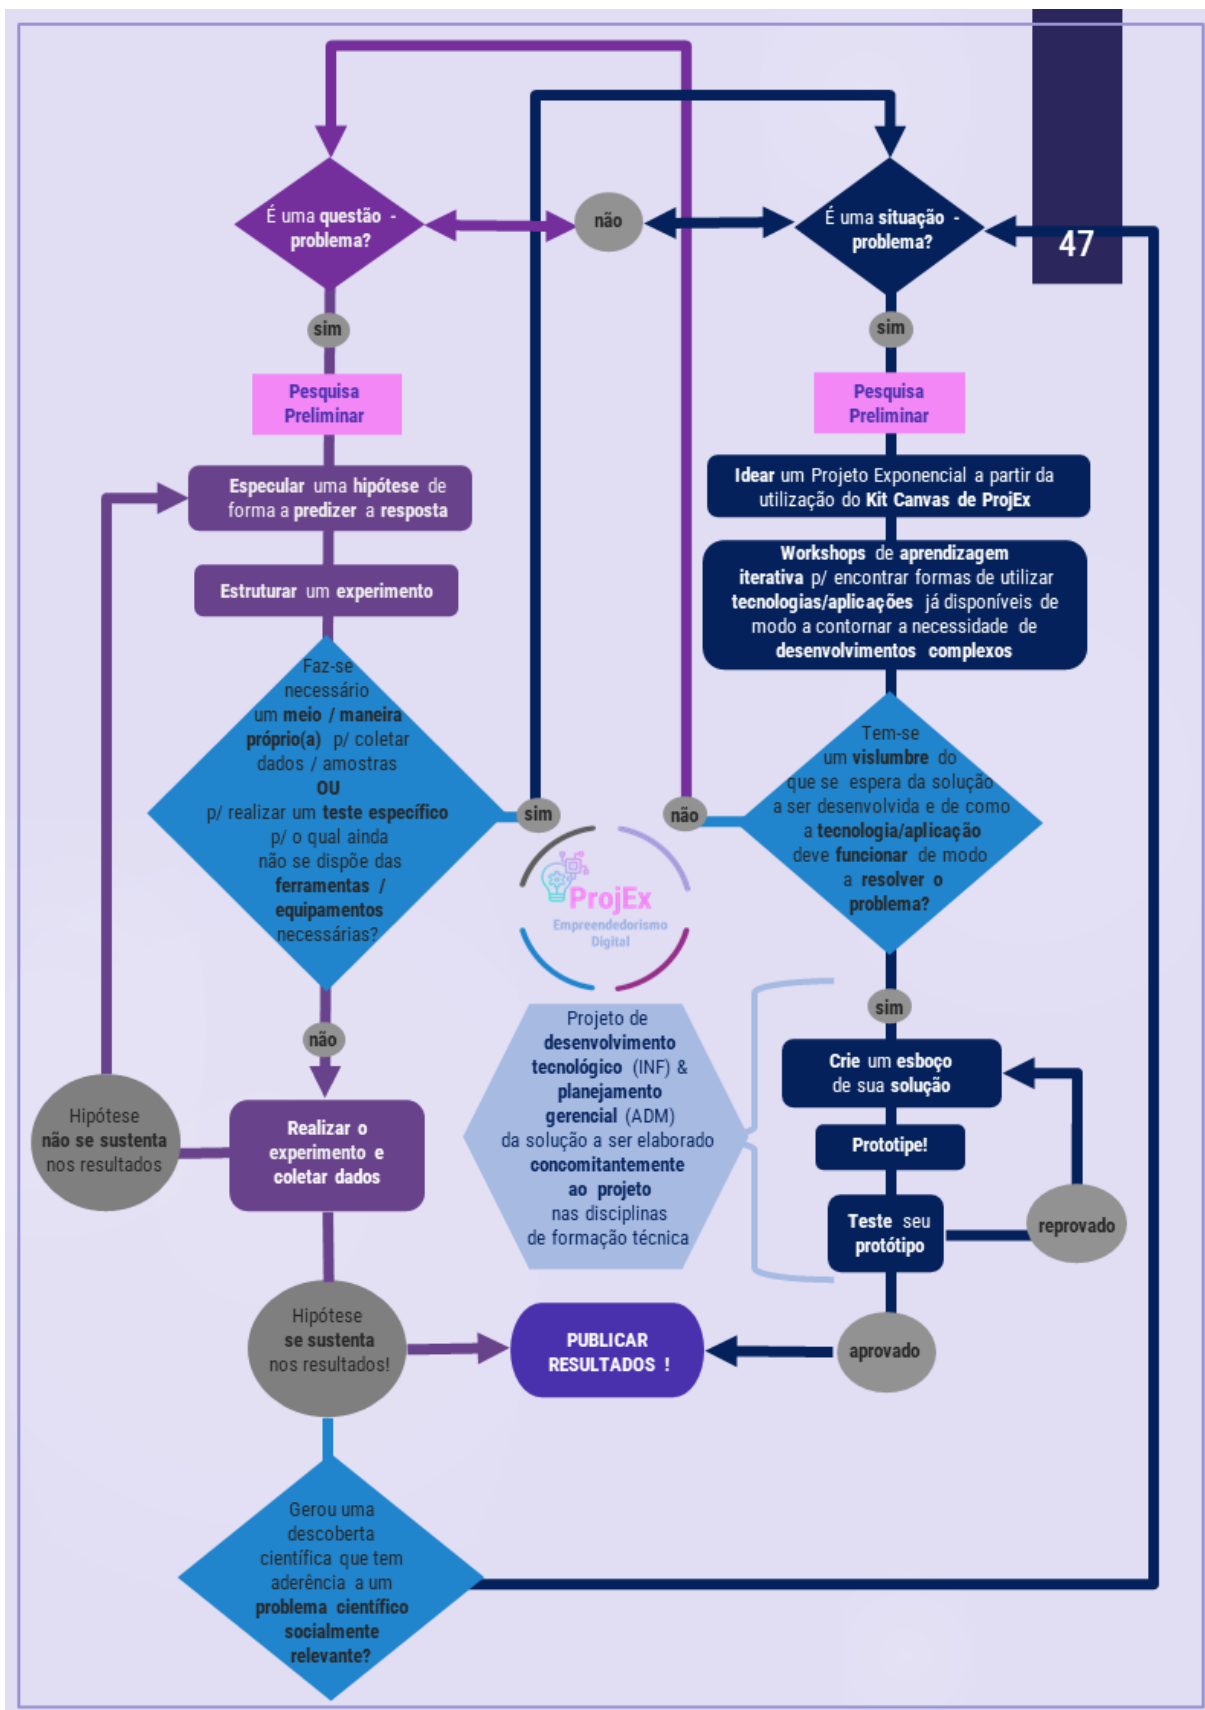 47
É uma questão -
problema?
não
É uma situação -
problema?
sim
sim
Pesquisa
Preliminar
Pesquisa
Preliminar
Especular uma hipótese de
forma a predizer a resposta
Idear um Projeto Exponencial a partir da
utilização do Kit Canvas de ProjEx
Estruturar um experimento
Workshops de aprendizagem
iterativa p/ encontrar formas de utilizar
tecnologias/aplicações já disponíveis de
modo a contornar a necessidade de
desenvolvimentos complexos
Faz-se
necessário
um meio / maneira
próprio(a) p/ coletar
dados / amostras
OU
p/ realizar um teste específico
p/ o qual ainda
não se dispõe das
ferramentas /
equipamentos
necessárias?
sim
não
Tem-se
um vislumbre do
que se espera da solução
a ser desenvolvida e de como
a tecnologia/aplicação
deve funcionar de modo
a resolver o
problema?
ProjEx
Empreendedorismo
Digital
não
sim
Projeto de
desenvolvimento
tecnológico (INF) &
planejamento
gerencial (ADM)
da solução a ser elaborado
concomitantemente
ao projeto
nas disciplinas
de formação técnica
Crie um esboço
de sua solução
Prototipe!
Teste seu
protótipo
reprovado
Hipótese
não se sustenta
nos resultados
Realizar o
experimento e
coletar dados
Hipótese
se sustenta
nos resultados!
PUBLICAR
RESULTADOS !
aprovado
Gerou uma
descoberta
científica que tem
aderência a um
problema científico
socialmente
relevante?